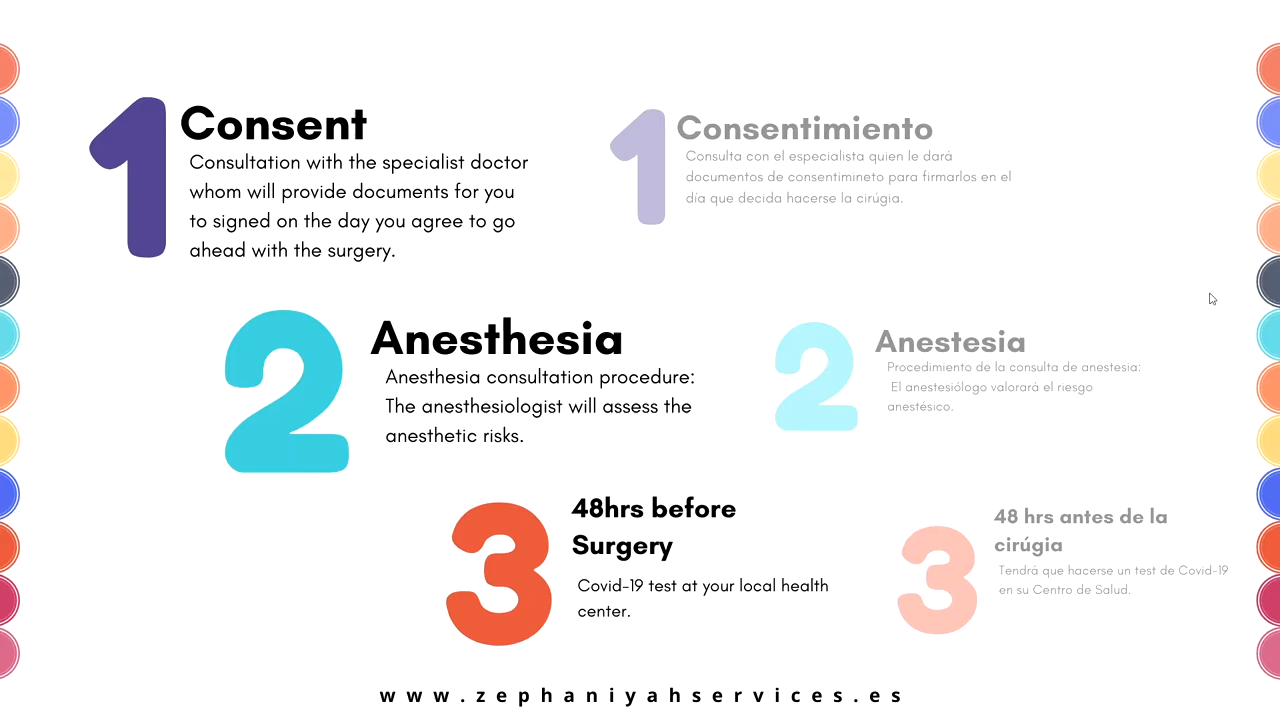 1
Consent
Consultation with the specialist doctor
whom will provide documents for you
to signed on the day you agree to go
ahead with the surgery.
1
Consentimiento
Consulta con el especialista quien le dará
documentos de consentimineto para firmarlos en el
día que decida hacerse la cirúgia.
2
Anesthesia
Anesthesia consultation procedure:
The anesthesiologist will assess the
anesthetic risks.
2
Anestesia
Procedimiento de la consulta de anestesia:
El anestesiólogo valorará el riesgo
anestésico.
3
48hrs before
Surgery
Covid-19 test at your local health
center.
3
48 hrs antes de la
cirúgia
Tendrá que hacerse un test de Covid-19
en su Centro de Salud.
www.zephaniyahservices.es